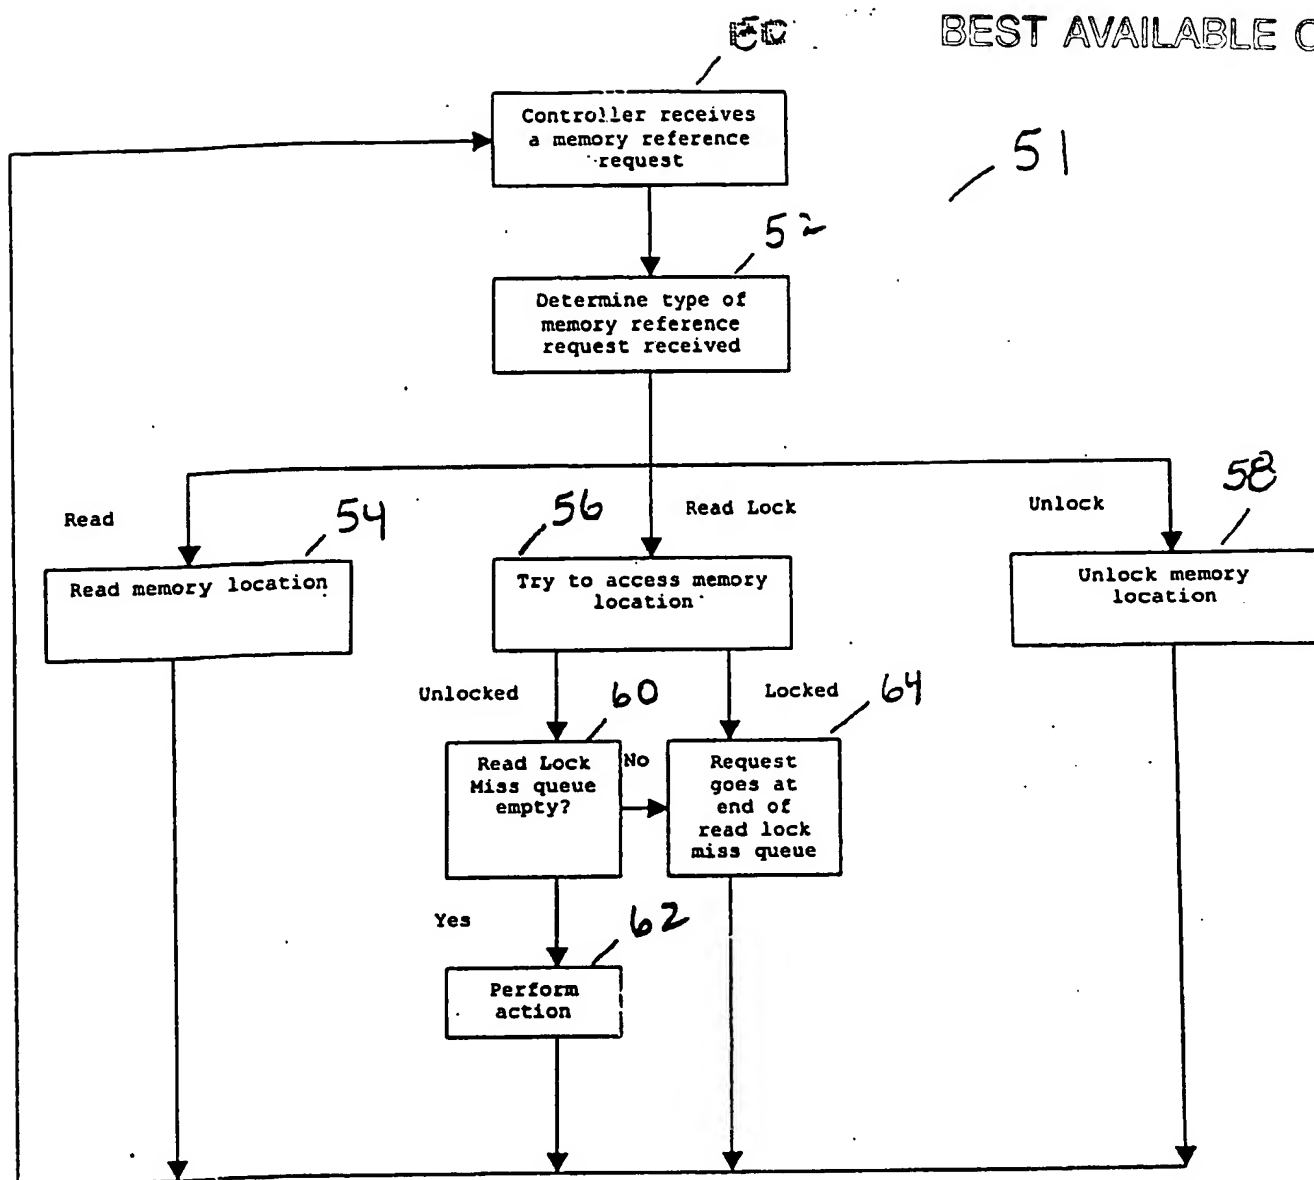 BEST AVAILABLE C
Controller receives
a memory reference
request
51
52
Determine type of
memory reference
request received
Read
54
56
Read Lock
Unlock
58
Read memory location
Try to access memory
location
Unlock memory
location
Unlocked
60
Locked
64
Read Lock
Miss queue
empty?
No
Request
goes at
end of
read lock
miss queue
Yes
62
Perform
action